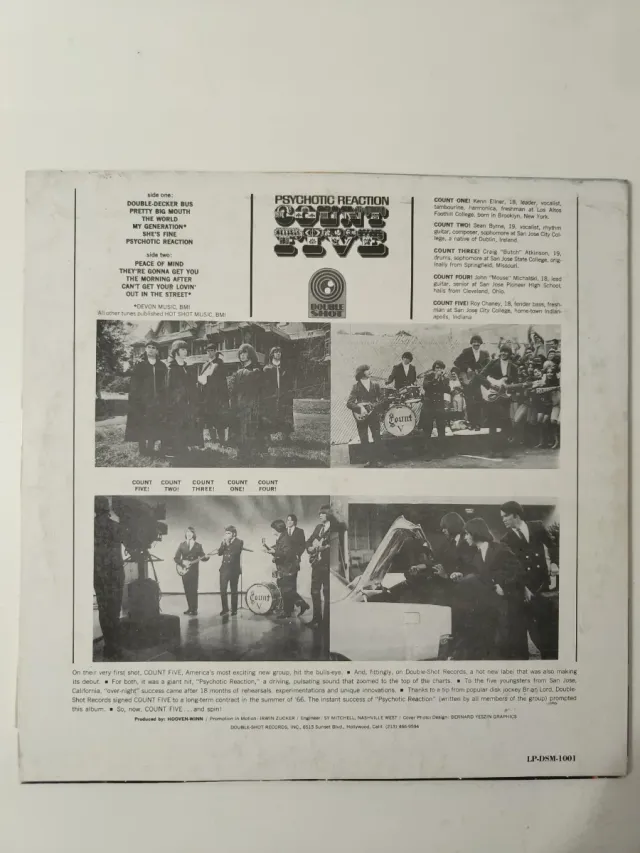 side one:
DOUBLE-DECKER BUS
PRETTY BIG MOUTH
THE WORLD
MY GENERATION*
SHE'S FINE
PSYCHOTIC REACTION
side two:
PEACE OF MIND
THEY'RE GONNA GET YOU
THE MORNING AFTER
CAN'T GET YOUR LOVIN'
OUT IN THE STREET*
*DEVON MUSIC, BMI
All other tunes published HOT SHOT MUSIC, BMI
PSYCHOTIC REACTION
COUNT
FIVE
DOUBLE
SHOT
COUNT ONE! Kenn Ellner, 18, leader, vocalist,
tambourine, harmonica, freshman at Los Altos
Foothill College, born in Brooklyn, New York.
COUNT TWO! Sean Byrne, 19, vocalist, rhythm
guitar, composer, sophomore at San Jose City Col-
lege, a native of Dublin, Ireland.
COUNT THREE! Craig "Butch" Atkinson, 19,
drums, sophomore at San Jose State College, orig-
inally from Springfield, Missouri.
COUNT FOUR! John "Mouse" Michalski, 18, lead
guitar, senior at San Jose Pioneer High School,
hails from Cleveland, Ohio.
COUNT FIVE! Roy Chaney, 18, fender base, fresh-
man at San Jose City College, home-town Indian-
apolis, Indiana.
Count
V
COUNT FIVE! COUNT TWO! COUNT THREE! COUNT ONE! COUNT FOUR!
Count
V
On their very first shot, COUNT FIVE, America's most exciting new group, hit the bulls-eye. ■ And, fittingly, on Double-Shot Records, a hot new label that was also making
its debut. ■ For both, it was a giant hit, "Psychotic Reaction," a driving, pulsating sound that zoomed to the top of the charts. ■ To the five youngsters from San Jose,
California, "over-night" success came after 18 months of rehearsals, experimentations and unique innovations. ■ Thanks to a tip from popular disk jockey Brian Lord, Double-
Shot Records signed COUNT FIVE to a long-term contract in the summer of '66. The instant success of "Psychotic Reaction" (written by all members of the group) prompted
this album. ■ So, now, COUNT FIVE ... and spin!
Produced by: HOOVEN-WINN / Promotion in Motion: IRWIN ZUCKER / Engineer: SY MITCHELL, NASHVILLE WEST / Cover Photo/Design: BERNARD YESZIN GRAPHICS
DOUBLE-SHOT RECORDS, INC., 6515 Sunset Blvd., Hollywood, Calif.
LP-DSM-1001